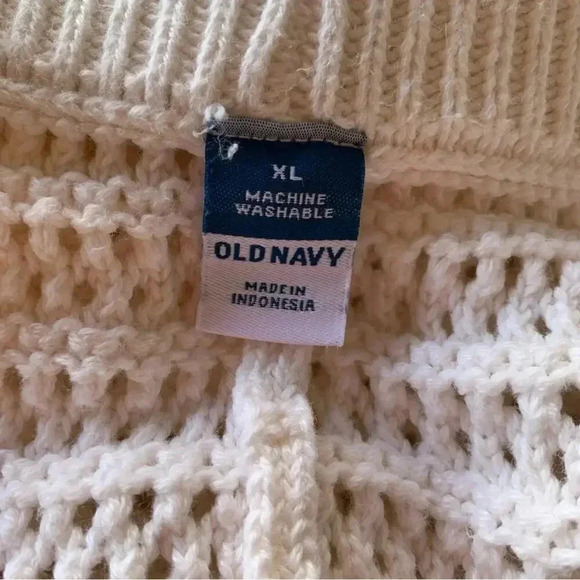 XL
MACHINE
WASHABLE
OLD NAVY
MADE IN
INDONESIA